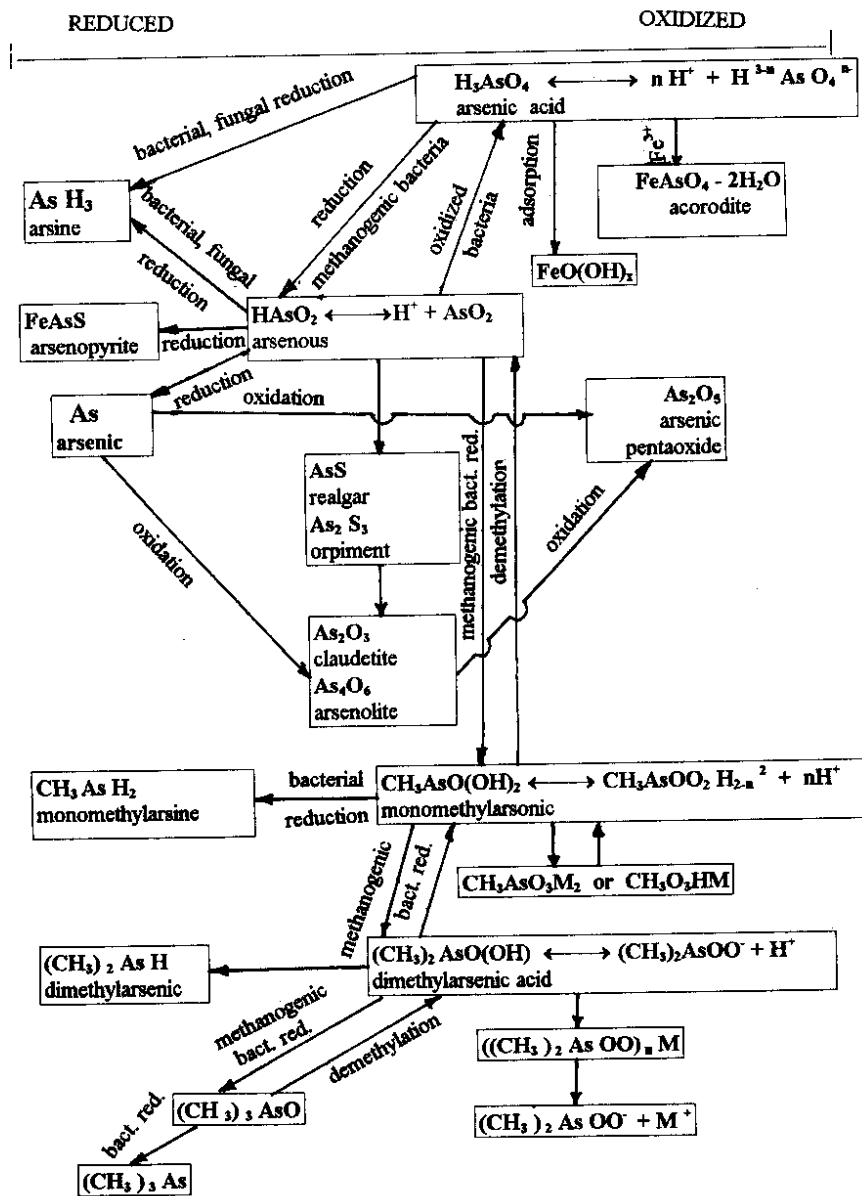 REDUCED
OXIDIZED
H₃AsO₄ ⟷ n H⁺ + H ³⁻ⁿ As O₄ ⁿ⁻
arsenic acid
bacterial, fungal reduction
reduction
methanogenic bacteria
oxidized
bacteria
adsorption
Fe³⁺
FeAsO₄ - 2H₂O
acorodite
As H₃
arsine
bacterial, fungal
reduction
FeO(OH)ₓ
FeAsS
arsenopyrite
reduction
HAsO₂ ⟷ H⁺ + AsO₂
arsenous
reduction
As
arsenic
oxidation
As₂O₅
arsenic
pentaoxide
AsS
realgar
As₂ S₃
orpiment
methanogenic bact. red.
demethylation
oxidation
oxidation
As₂O₃
claudetite
As₄O₆
arsenolite
CH₃ As H₂
monomethylarsine
bacterial
reduction
CH₃AsO(OH)₂ ⟷ CH₃AsOO₂ H₂₋ₙ ² + nH⁺
monomethylarsonic
methanogenic
bact. red.
CH₃AsO₃M₂ or CH₃O₃HM
(CH₃) ₂ As H
dimethylarsenic
(CH₃)₂ AsO(OH) ⟷ (CH₃)₂AsOO⁻ + H⁺
dimethylarsenic acid
methanogenic
bact. red.
demethylation
((CH₃ ) ₂ As OO) ₙ M
bact. red.
(CH ₃) ₃ AsO
(CH₃ ) ₂ As OO⁻ + M ⁺
(CH₃ ) ₃ As